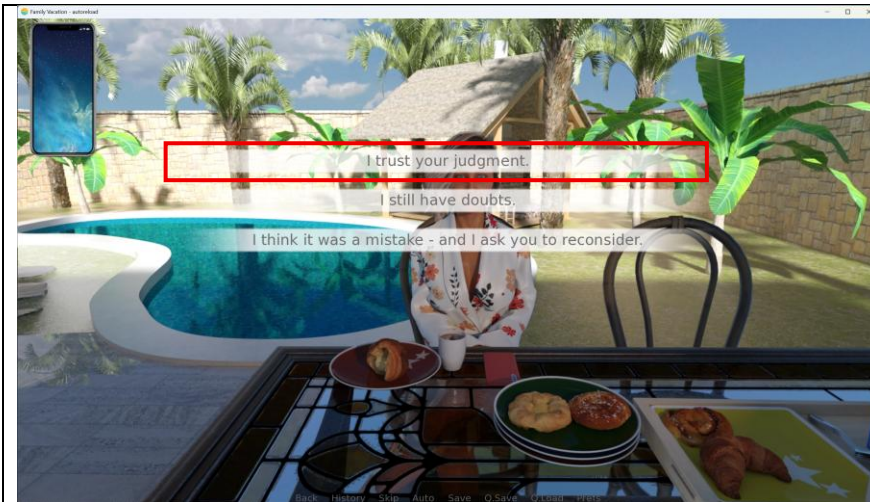 Family Vacation - autoreload
I trust your judgment.
I still have doubts.
I think it was a mistake - and I ask you to reconsider.
Back History Skip Auto Save Q.Save Q.Load Prefs